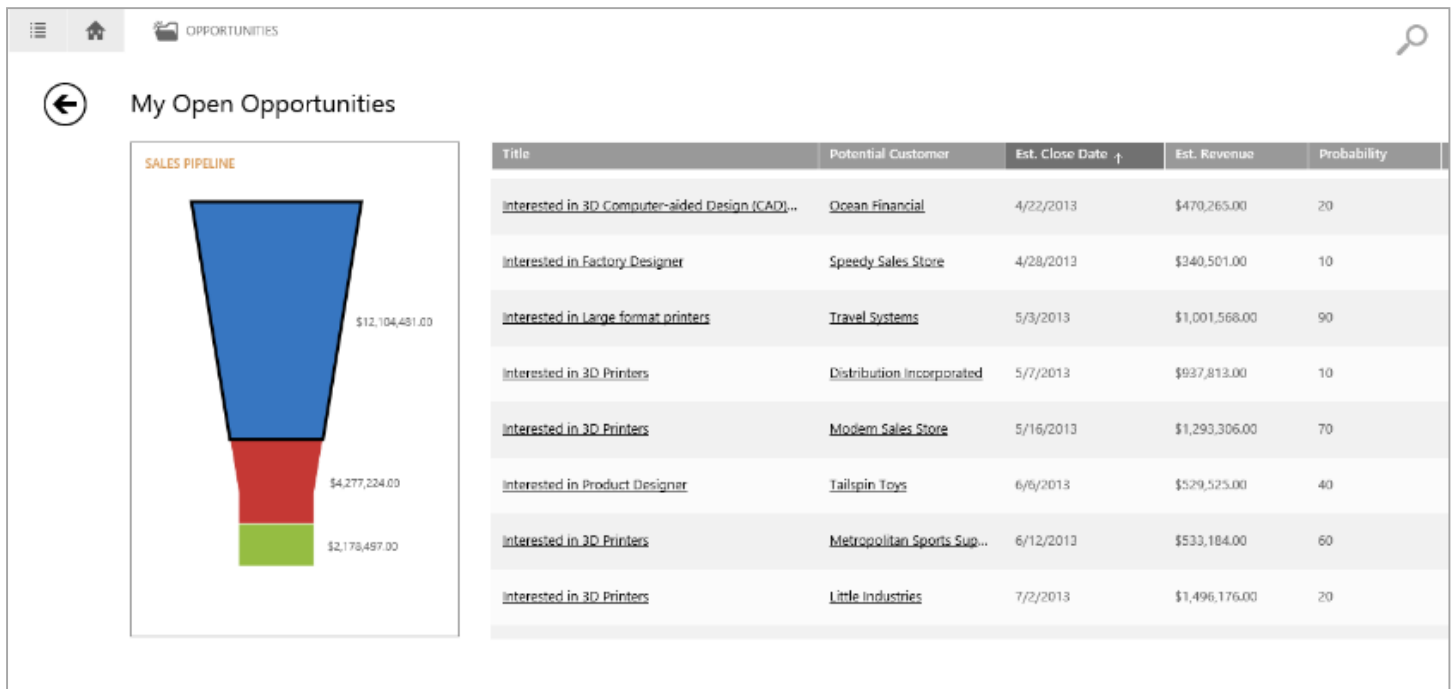 OPPORTUNITIES
My Open Opportunities
SALES PIPELINE
$12,104,481.00
$4,277,224.00
$2,178,497.00
Title Potential Customer Est. Close Date ↑ Est. Revenue Probability
Interested in 3D Computer-aided Design (CAD)... Ocean Financial 4/22/2013 $470,265.00 20
Interested in Factory Designer Speedy Sales Store 4/28/2013 $340,501.00 10
Interested in Large format printers Travel Systems 5/3/2013 $1,001,568.00 90
Interested in 3D Printers Distribution Incorporated 5/7/2013 $937,813.00 10
Interested in 3D Printers Modern Sales Store 5/16/2013 $1,293,306.00 70
Interested in Product Designer Tailspin Toys 6/6/2013 $529,525.00 40
Interested in 3D Printers Metropolitan Sports Sup... 6/12/2013 $533,184.00 60
Interested in 3D Printers Little Industries 7/2/2013 $1,496,176.00 20